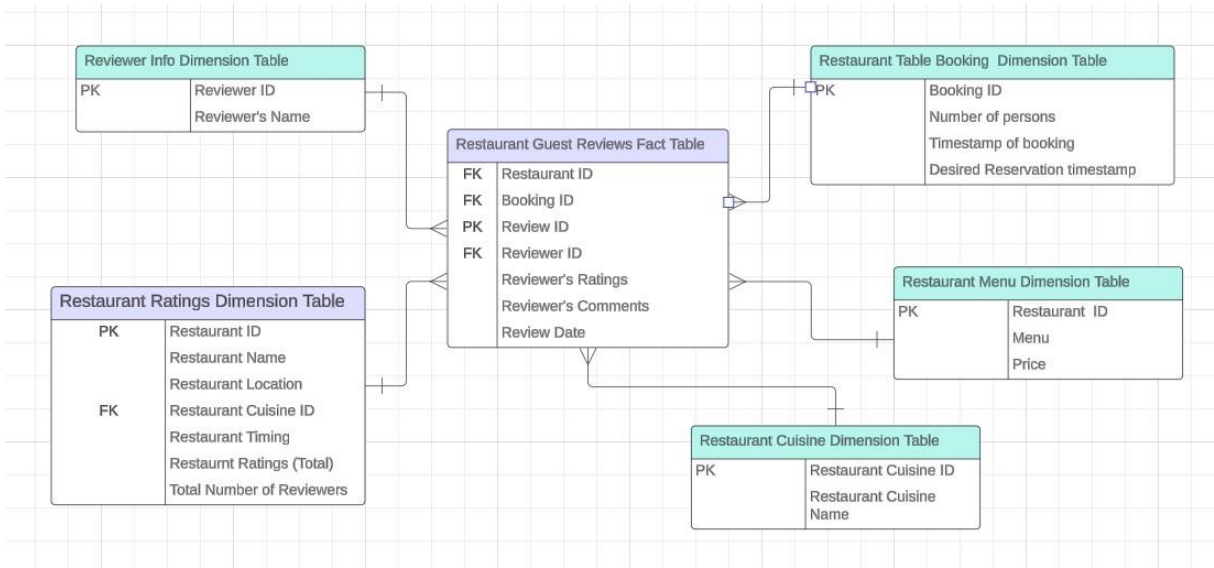 Reviewer Info Dimension Table
PK Reviewer ID
Reviewer's Name
Restaurant Table Booking Dimension Table
PK Booking ID
Number of persons
Timestamp of booking
Desired Reservation timestamp
Restaurant Guest Reviews Fact Table
FK Restaurant ID
FK Booking ID
PK Review ID
FK Reviewer ID
Reviewer's Ratings
Reviewer's Comments
Review Date
Restaurant Ratings Dimension Table
PK Restaurant ID
Restaurant Name
Restaurant Location
FK Restaurant Cuisine ID
Restaurant Timing
Restaurnt Ratings (Total)
Total Number of Reviewers
Restaurant Menu Dimension Table
PK Restaurant ID
Menu
Price
Restaurant Cuisine Dimension Table
PK Restaurant Cuisine ID
Restaurant Cuisine
Name